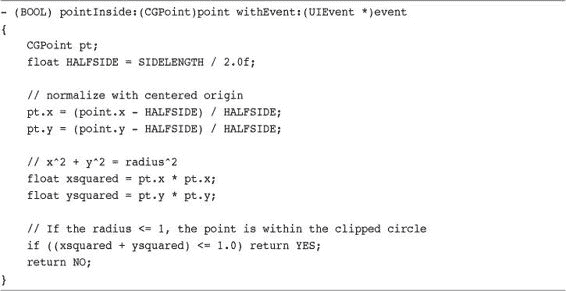 - (BOOL) pointInside:(CGPoint)point withEvent:(UIEvent *)event
{
    CGPoint pt;
    float HALFSIDE = SIDELENGTH / 2.0f;

    // normalize with centered origin
    pt.x = (point.x - HALFSIDE) / HALFSIDE;
    pt.y = (point.y - HALFSIDE) / HALFSIDE;

    // x^2 + y^2 = radius^2
    float xsquared = pt.x * pt.x;
    float ysquared = pt.y * pt.y;

    // If the radius <= 1, the point is within the clipped circle
    if ((xsquared + ysquared) <= 1.0) return YES;
    return NO;
}